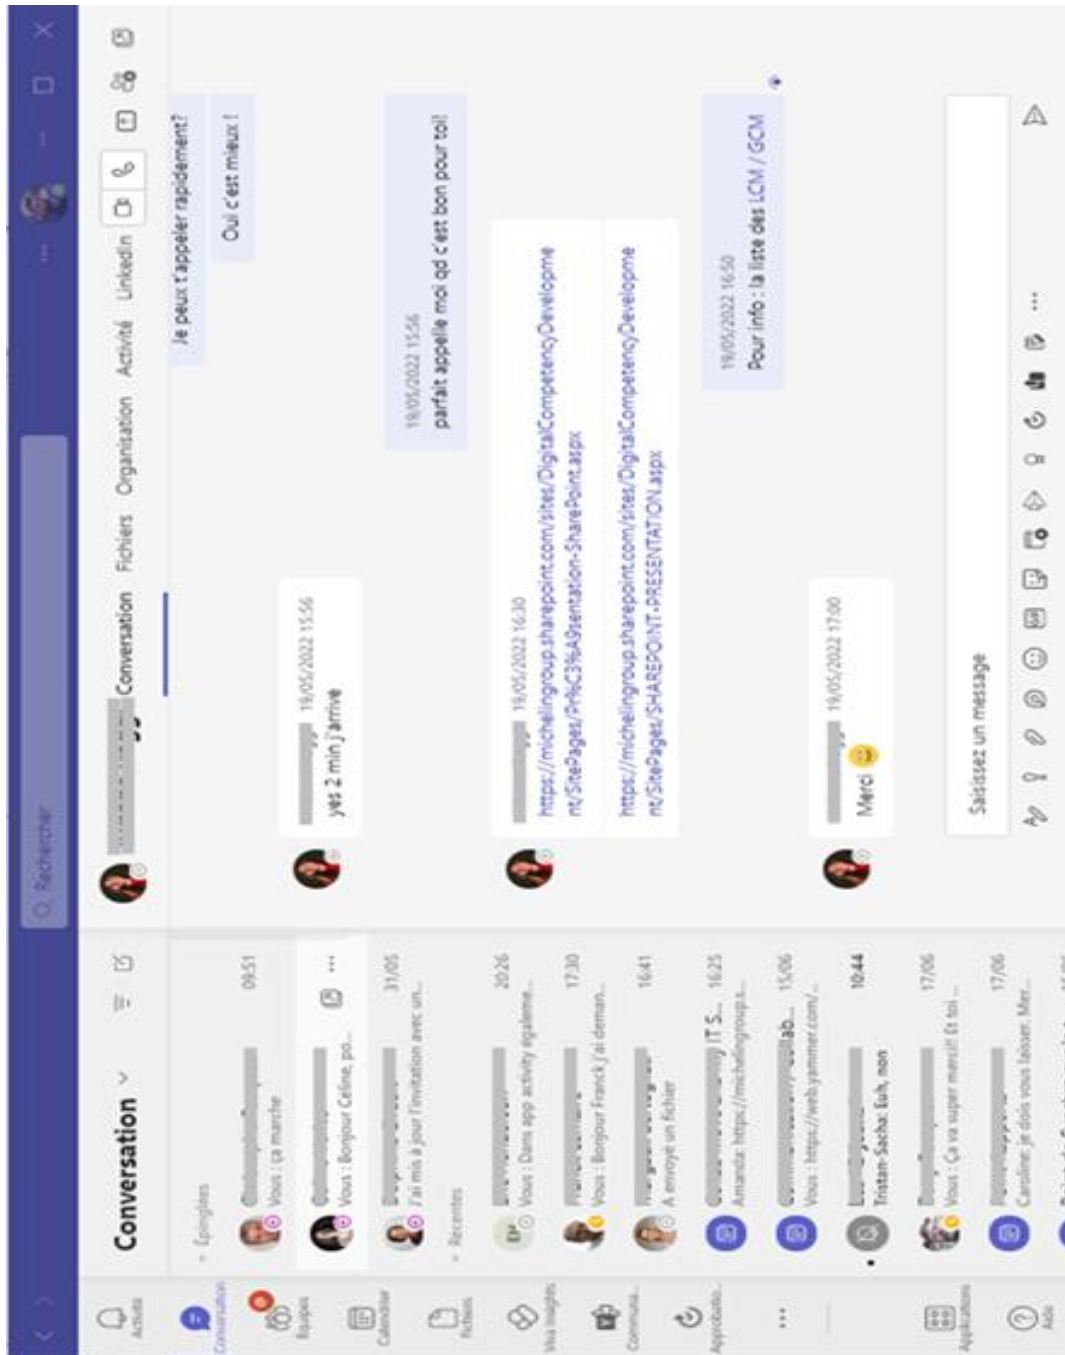 Rechercher
Activité
Conversation
Équipes
Calendrier
Fichiers
Viva Insights
Communa...
Approbatio...
Applications
Aide
Conversation
Épinglées
09:51
Vous : ça marche
Vous : Bonjour Céline, po...
31/05
J'ai mis à jour l'invitation avec un...
Récentes
20:26
Vous : Dans app activity égaleme...
17:30
Vous : Bonjour Franck j'ai deman...
16:41
A envoyé un fichier
IT S... 16:25
Amanda: https://michelingroup.s...
15/06
Vous : https://web.yammer.com/...
10:44
Tristan-Sacha: Euh, non
17/06
Vous : Ça va super merci!! Et toi ...
17/06
Caroline: je dois vous laisser. Mer...
Conversation Fichiers Organisation Activité LinkedIn
Je peux t'appeler rapidement?
Oui c'est mieux !
19/05/2022 15:56
yes 2 min j'arrive
19/05/2022 15:56
parfait appelle moi qd c'est bon pour toi!
19/05/2022 16:30
https://michelingroup.sharepoint.com/sites/DigitalCompetencyDevelopme
nt/SitePages/Pr%C3%A9sentation-SharePoint.aspx
https://michelingroup.sharepoint.com/sites/DigitalCompetencyDevelopme
nt/SitePages/SHAREPOINT-PRESENTATION.aspx
19/05/2022 16:50
Pour info : la liste des LCM / GCM
19/05/2022 17:00
Merci
Saisissez un message
GIF